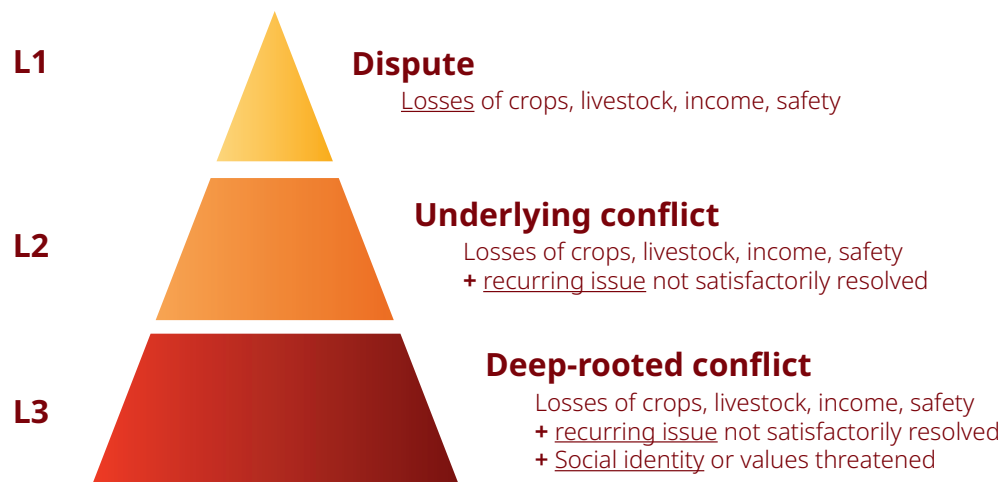 L1
Dispute
Losses of crops, livestock, income, safety
L2
Underlying conflict
Losses of crops, livestock, income, safety
+ recurring issue not satisfactorily resolved
L3
Deep-rooted conflict
Losses of crops, livestock, income, safety
+ recurring issue not satisfactorily resolved
+ Social identity or values threatened